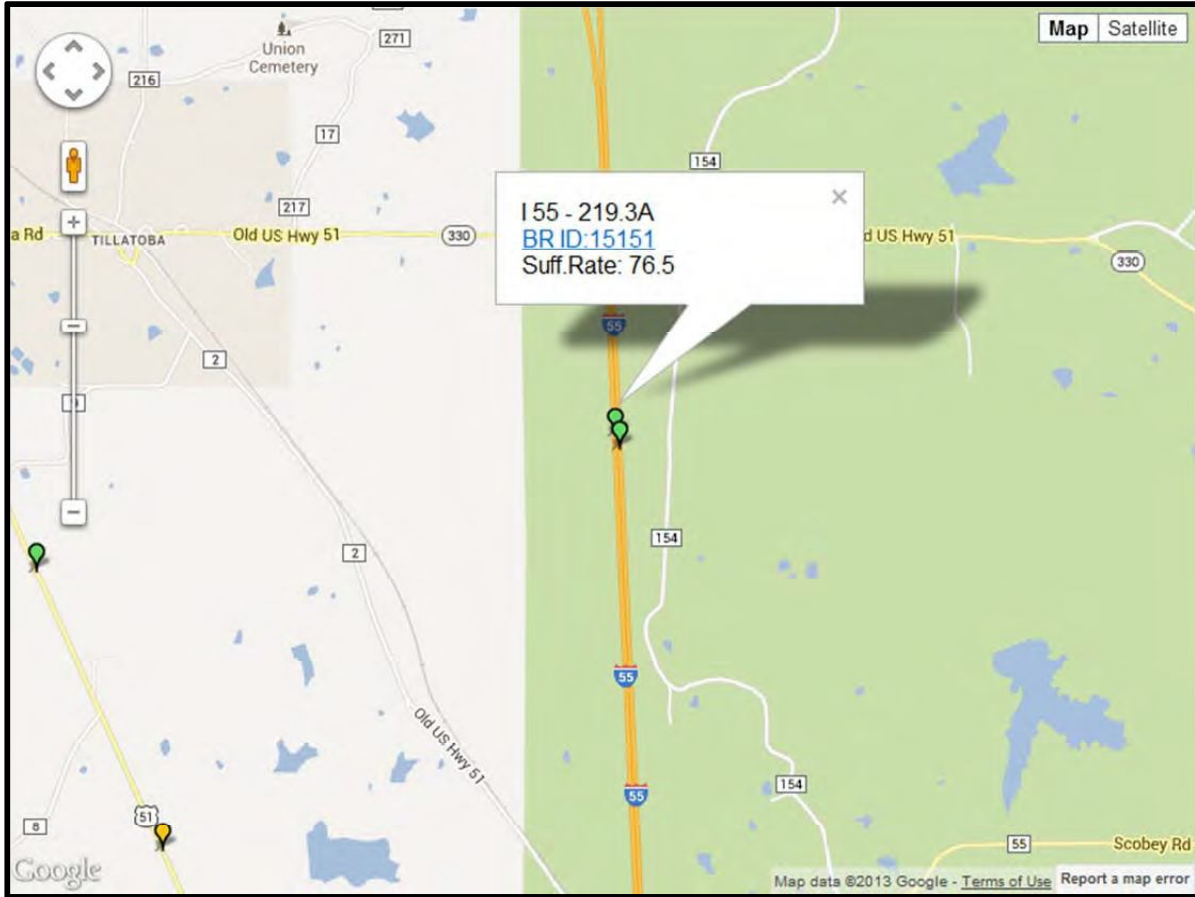 271
Map Satellite
Union
Cemetery
216
17
154
I 55 - 219.3A
BR ID:15151
Suff.Rate: 76.5
217
a Rd
TILLATOBA
Old US Hwy 51
330
d US Hwy 51
330
55
2
154
2
55
Old US Hwy 51
154
55
51
8
55
Scobey Rd
Google
Map data ©2013 Google - Terms of Use
Report a map error